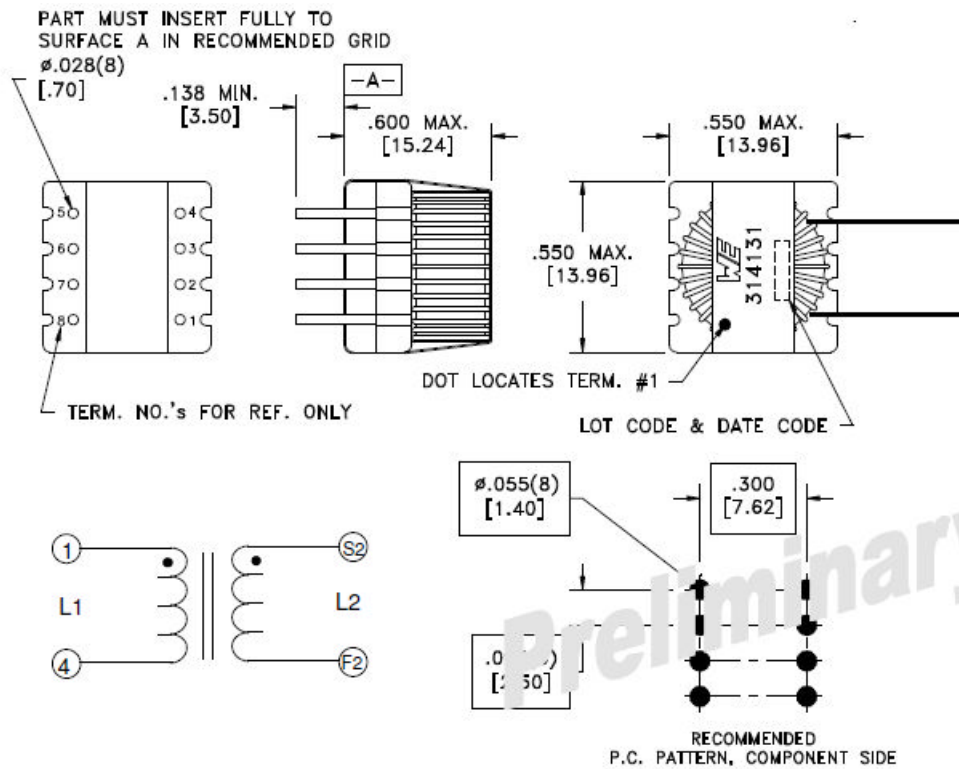 PART MUST INSERT FULLY TO
SURFACE A IN RECOMMENDED GRID
ø.028(8)
[.70]
.138 MIN.
[3.50]
-A-
.600 MAX.
[15.24]
.550 MAX.
[13.96]
5
6
7
8
4
3
2
1
.550 MAX.
[13.96]
WE
314131
DOT LOCATES TERM. #1
TERM. NO.'s FOR REF. ONLY
LOT CODE & DATE CODE
ø.055(8)
[1.40]
.300
[7.62]
1
L1
4
S2
L2
F2
Preliminary
RECOMMENDED
P.C. PATTERN, COMPONENT SIDE